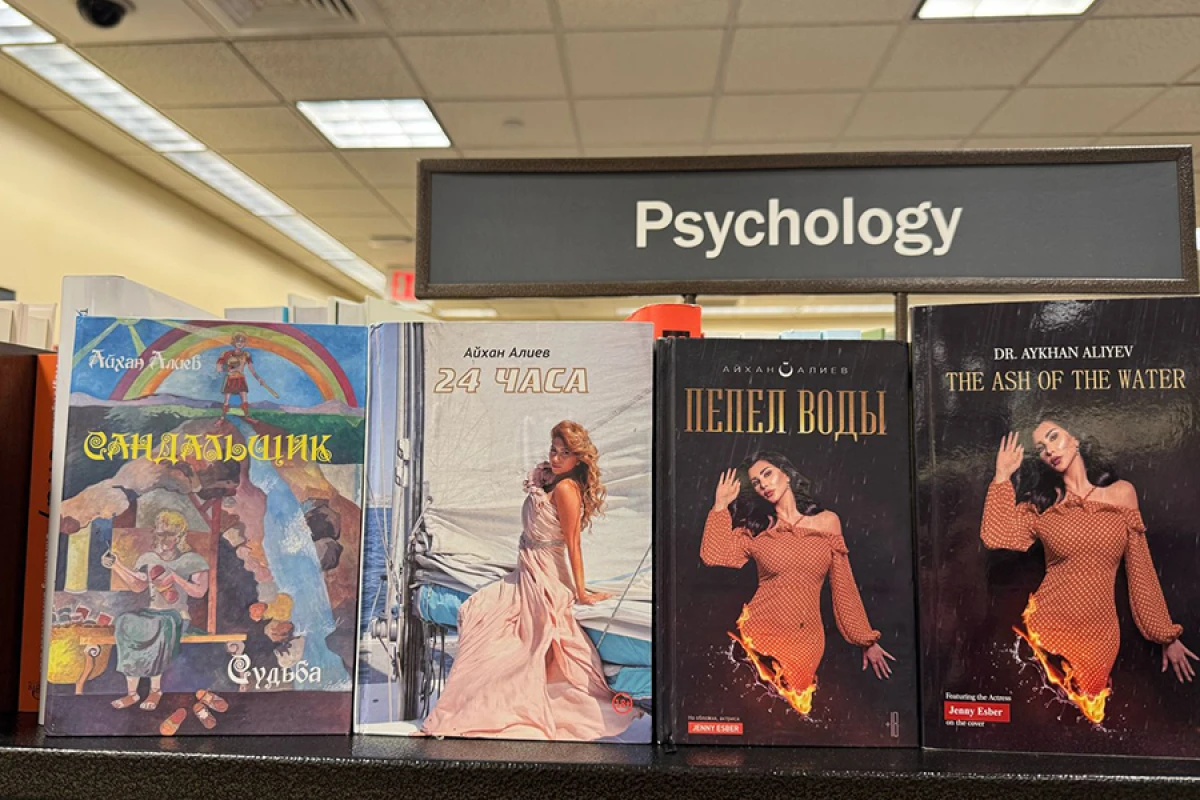 Psychology
Айхан Алиев
САНДАЛЬЩИК
Судьба
Айхан Алиев
24 ЧАСА
18+
АЙХАН АЛИЕВ
ПЕПЕЛ ВОДЫ
На обложке, актриса
JENNY ESBER
DR. AYKHAN ALIYEV
THE ASH OF THE WATER
Featuring the Actress
Jenny Esber
on the cover